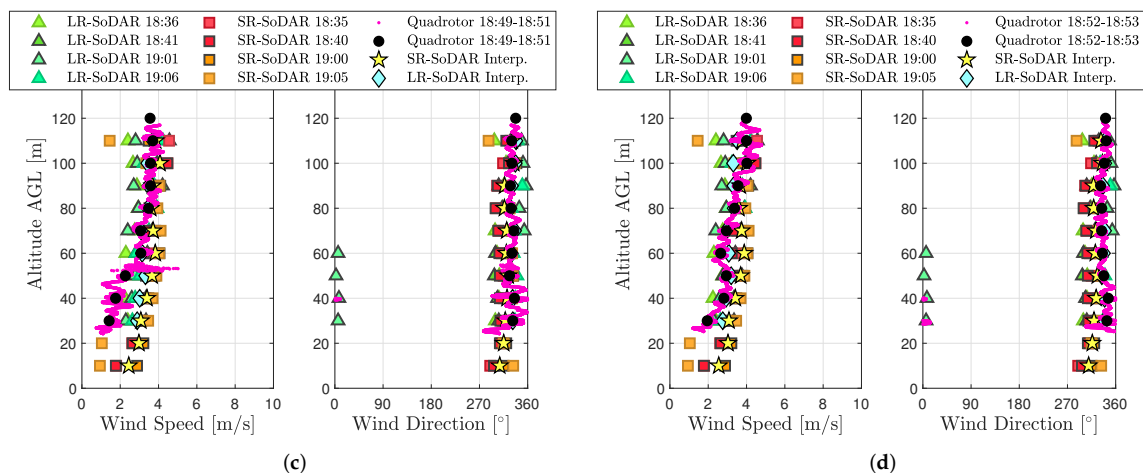 LR-SoDAR 18:36 SR-SoDAR 18:35 Quadrotor 18:49-18:51
LR-SoDAR 18:41 SR-SoDAR 18:40 Quadrotor 18:49-18:51
LR-SoDAR 19:01 SR-SoDAR 19:00 SR-SoDAR Interp.
LR-SoDAR 19:06 SR-SoDAR 19:05 LR-SoDAR Interp.
120
100
80
60
40
20
0
Altitude AGL [m]
0 2 4 6 8 10
Wind Speed [m/s]
0 90 180 270 360
Wind Direction [°]
(c)
LR-SoDAR 18:36 SR-SoDAR 18:35 Quadrotor 18:52-18:53
LR-SoDAR 18:41 SR-SoDAR 18:40 Quadrotor 18:52-18:53
LR-SoDAR 19:01 SR-SoDAR 19:00 SR-SoDAR Interp.
LR-SoDAR 19:06 SR-SoDAR 19:05 LR-SoDAR Interp.
120
100
80
60
40
20
0
Altitude AGL [m]
0 2 4 6 8 10
Wind Speed [m/s]
0 90 180 270 360
Wind Direction [°]
(d)